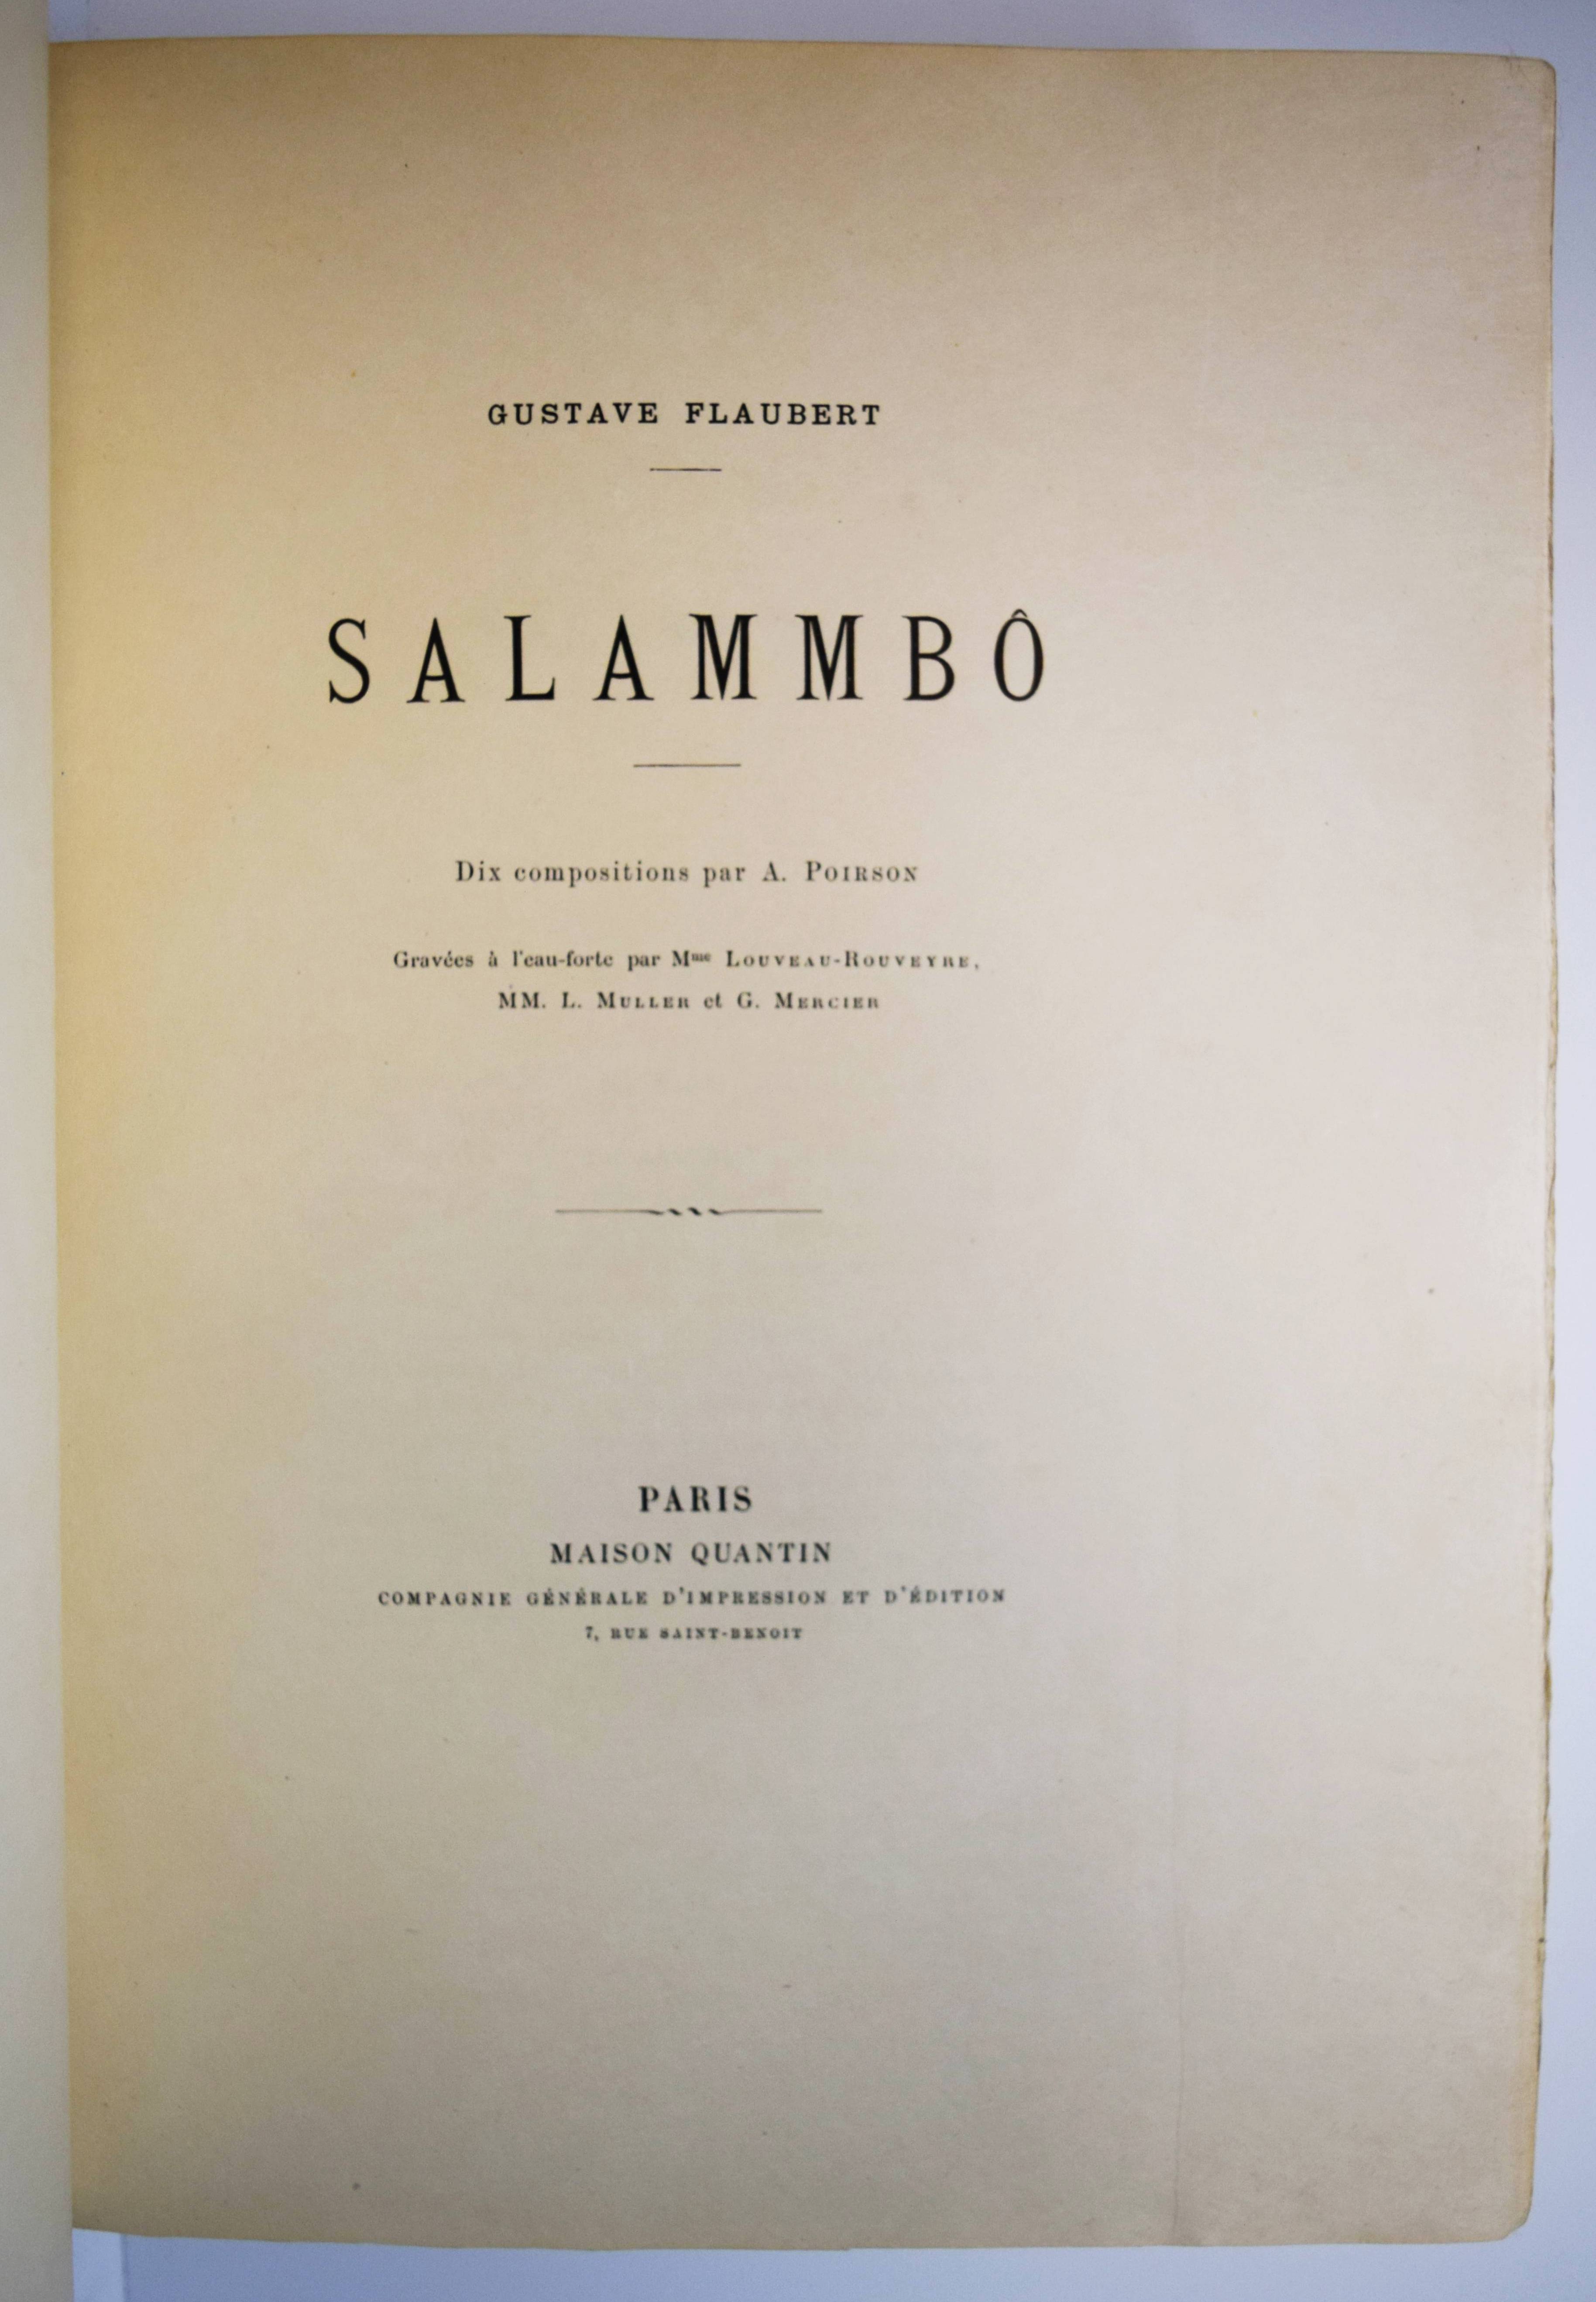 GUSTAVE FLAUBERT
SALAMMBÔ
Dix compositions par A. POIRSON
Gravées à l'eau-forte par Mme LOUVEAU-ROUVEYRE,
MM. L. MULLER et G. MERCIER
PARIS
MAISON QUANTIN
COMPAGNIE GÉNÉRALE D'IMPRESSION ET D'ÉDITION
7, RUE SAINT-BENOIT